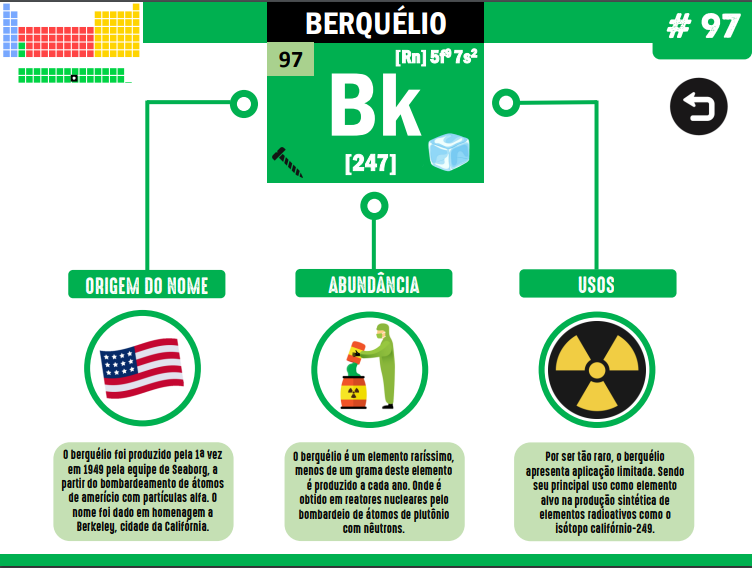 BERQUÉLIO
# 97
97
[Rn] 5f⁹ 7s²
Bk
[247]
ORIGEM DO NOME
ABUNDÂNCIA
USOS
O berquélio foi produzido pela 1ª vez
em 1949 pela equipe de Seaborg, a
partir do bombardeamento de átomos
de amerício com partículas alfa. O
nome foi dado em homenagem a
Berkeley, cidade da Califórnia.
O berquélio é um elemento raríssimo,
menos de um grama deste elemento
é produzido a cada ano. Onde é
obtido em reatores nucleares pelo
bombardeio de átomos de plutônio
com nêutrons.
Por ser tão raro, o berquélio
apresenta aplicação limitada. Sendo
seu principal uso como elemento
alvo na produção sintética de
elementos radioativos como o
isótopo califórnio-249.